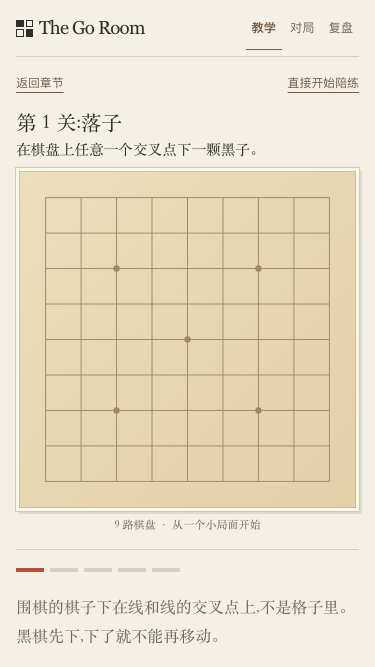 The Go Room
教学 对局 复盘
返回章节 直接开始陪练
第 1 关:落子
在棋盘上任意一个交叉点下一颗黑子。
9 路棋盘 · 从一个小局面开始
围棋的棋子下在线和线的交叉点上,不是格子里。
黑棋先下,下了就不能再移动。